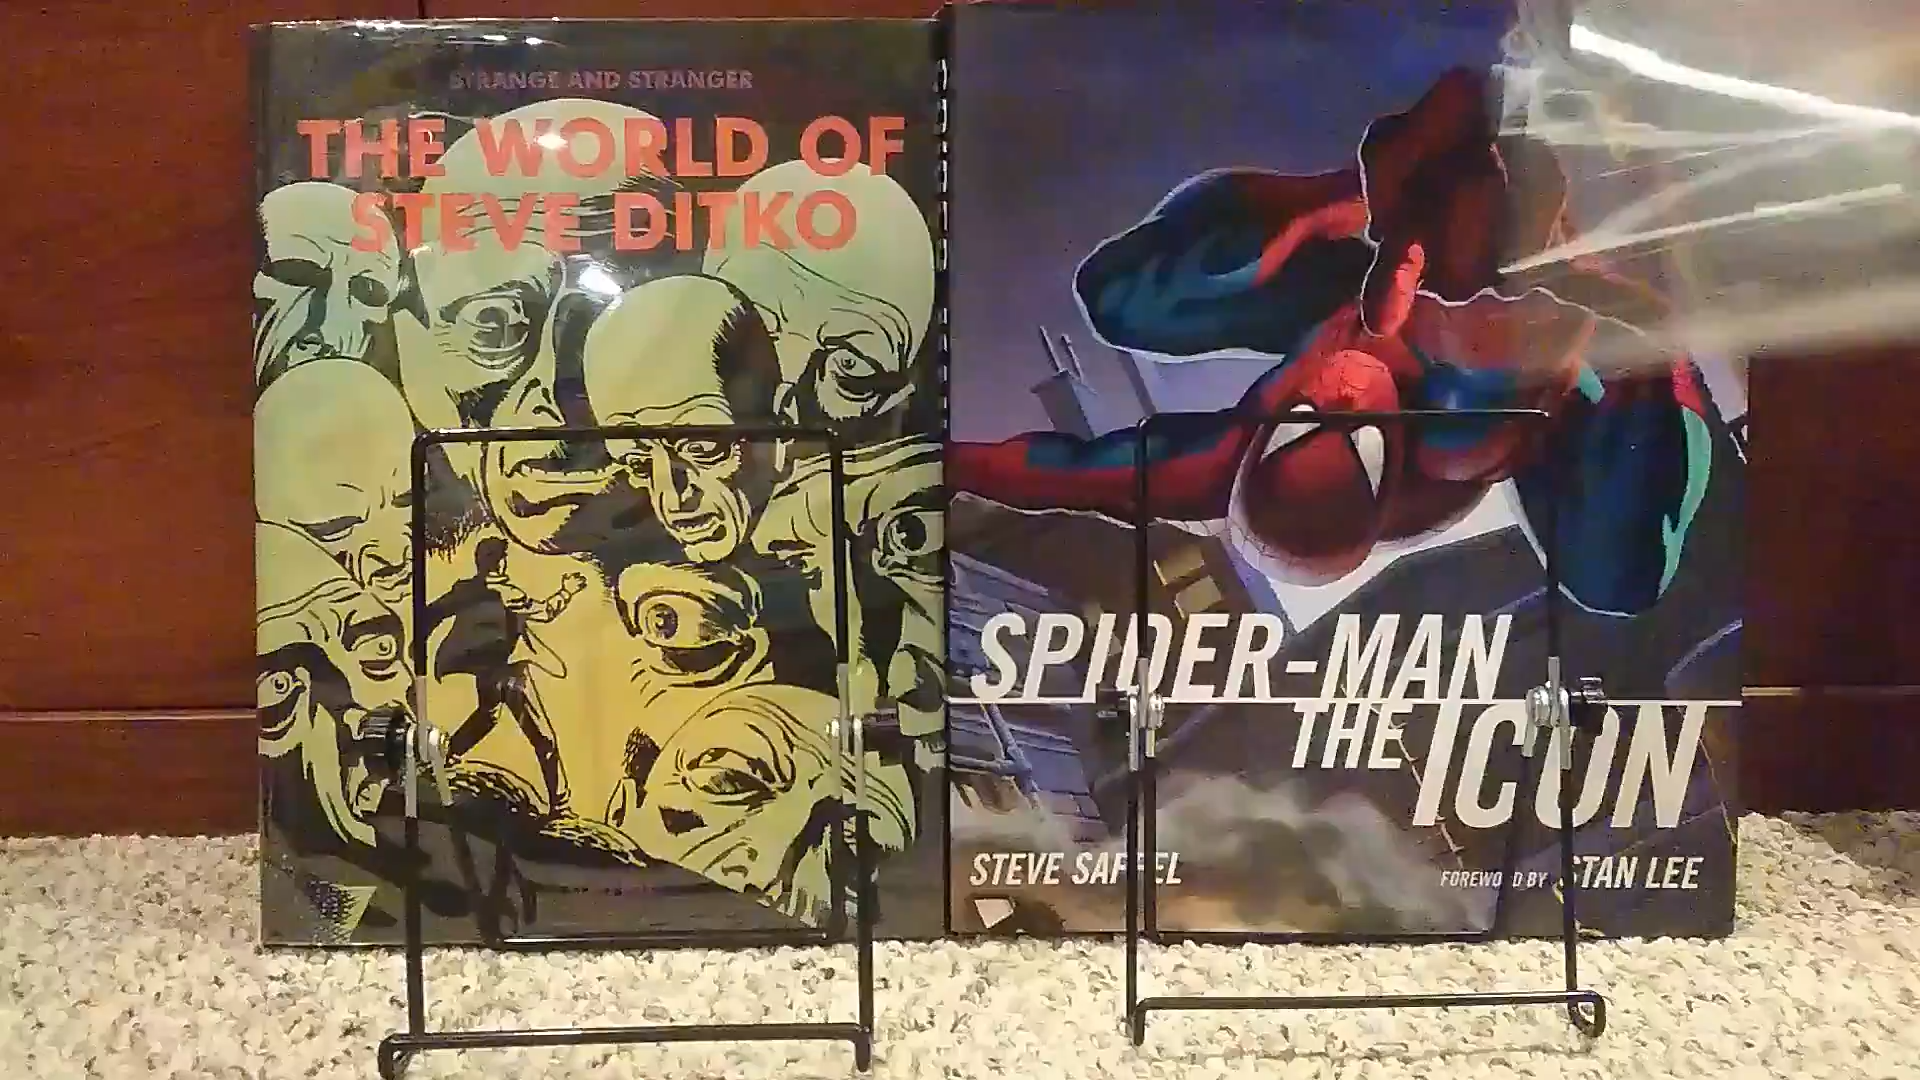 STRANGE AND STRANGER
THE WORLD OF
STEVE DITKO
SPIDER-MAN
THE ICON
STEVE SAFFEL
FOREWORD BY STAN LEE